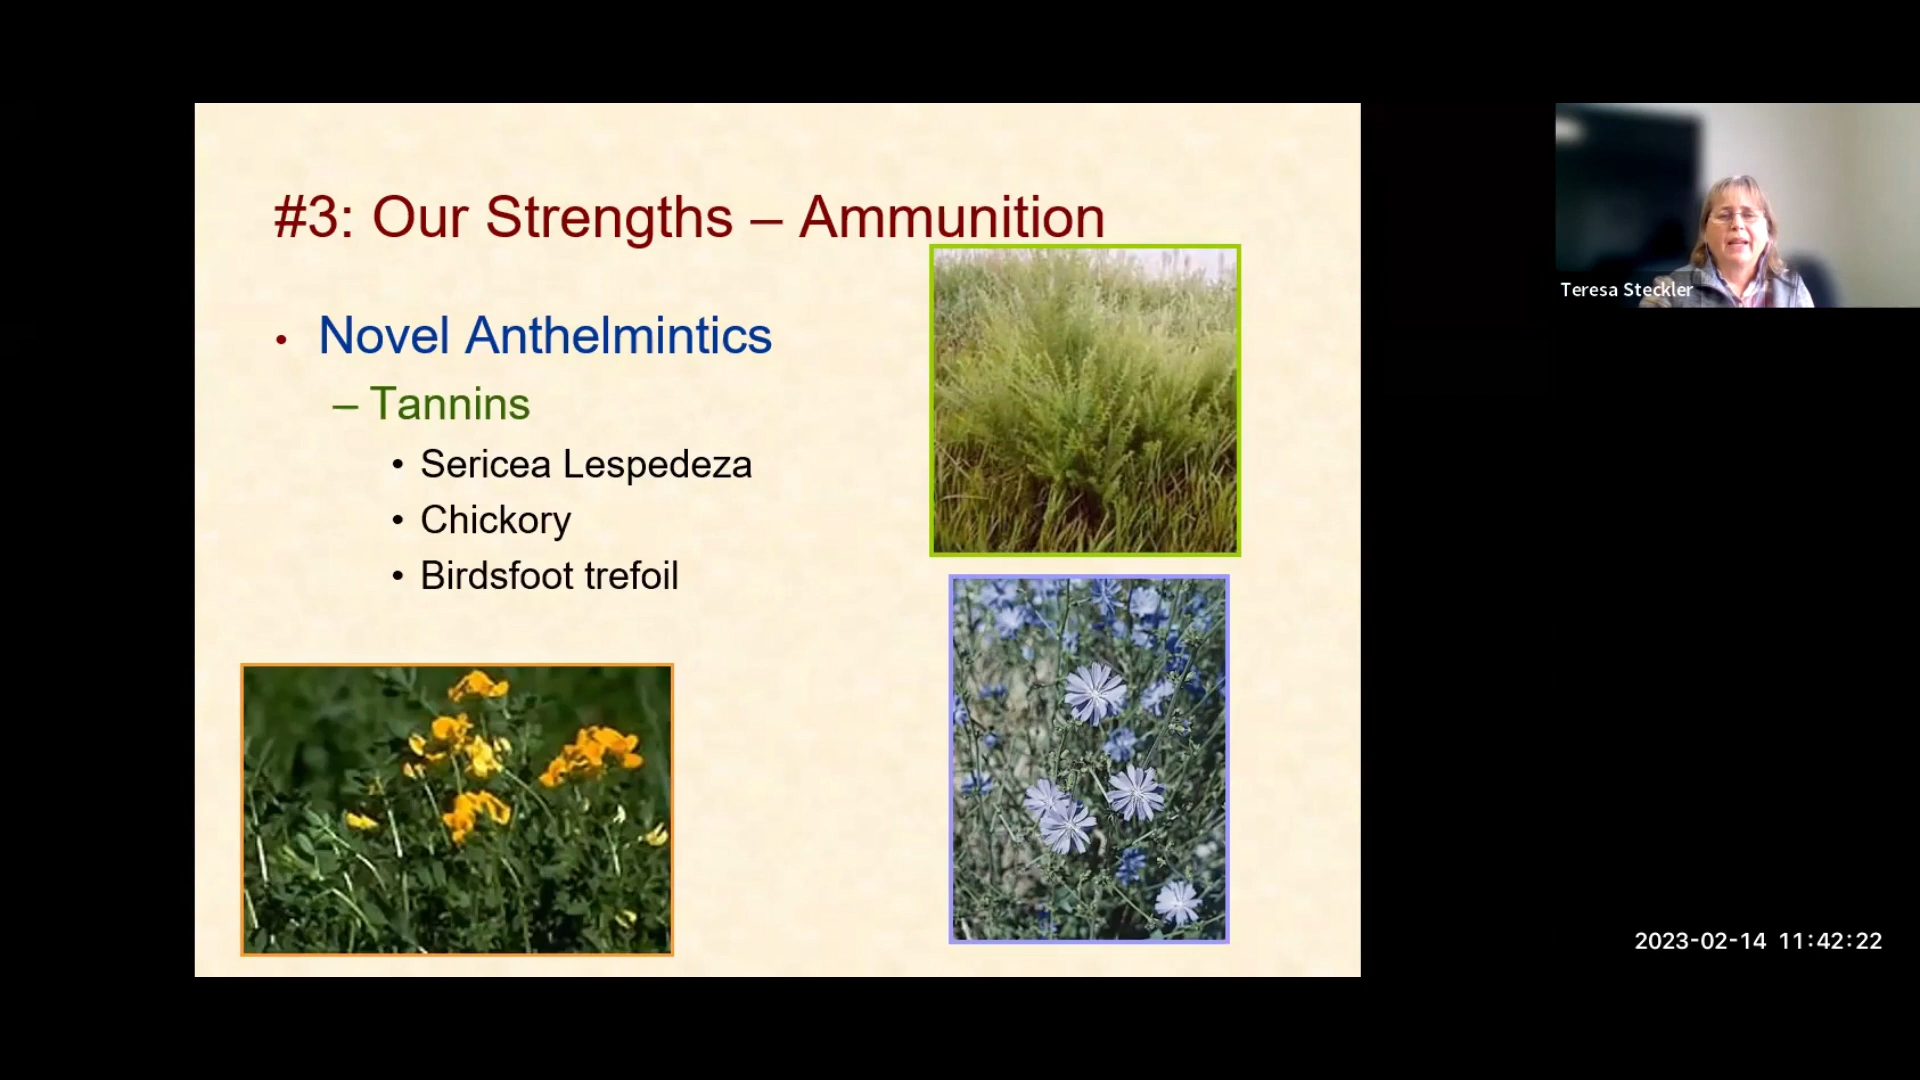 #3: Our Strengths – Ammunition
• Novel Anthelmintics
– Tannins
• Sericea Lespedeza
• Chickory
• Birdsfoot trefoil
Teresa Steckler
2023-02-14 11:42:22